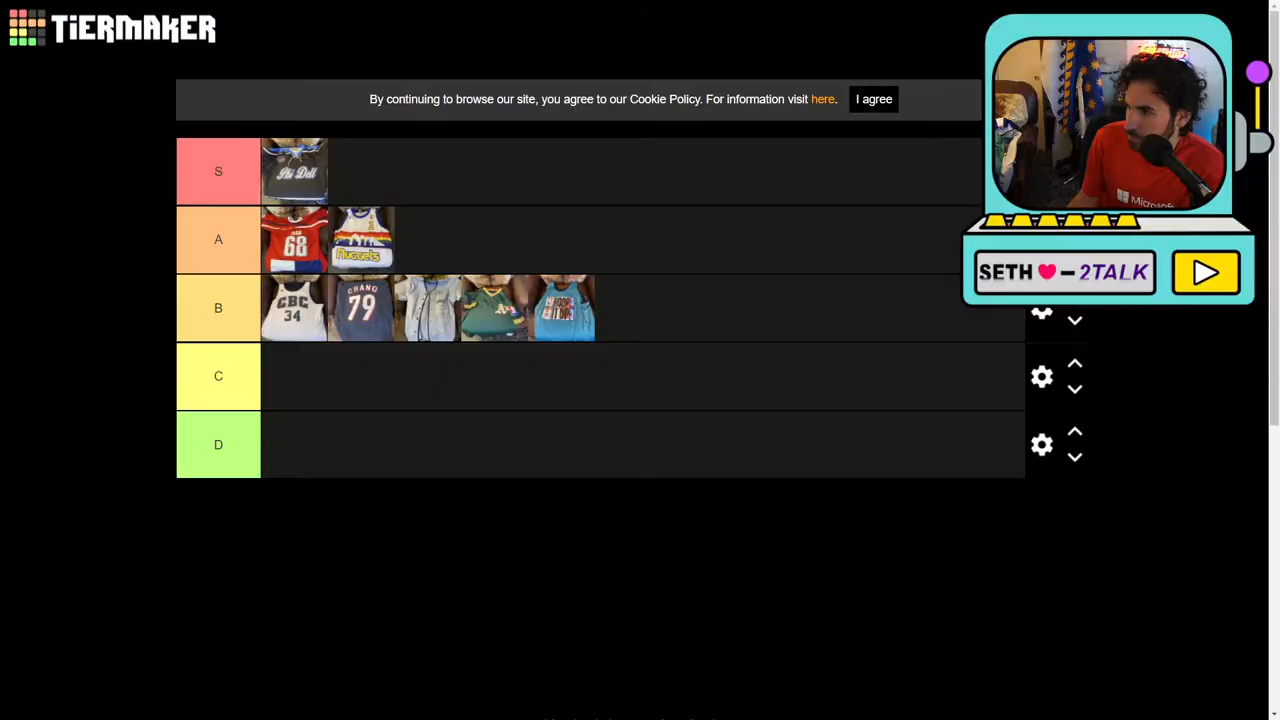 TiERMAKER
By continuing to browse our site, you agree to our Cookie Policy. For information visit here. I agree
S
Phi Delt
A
68
Nuggets
B
CBC
34
CHANO
79
A's
C
D
SETH ❤ – 2TALK
Microsoft